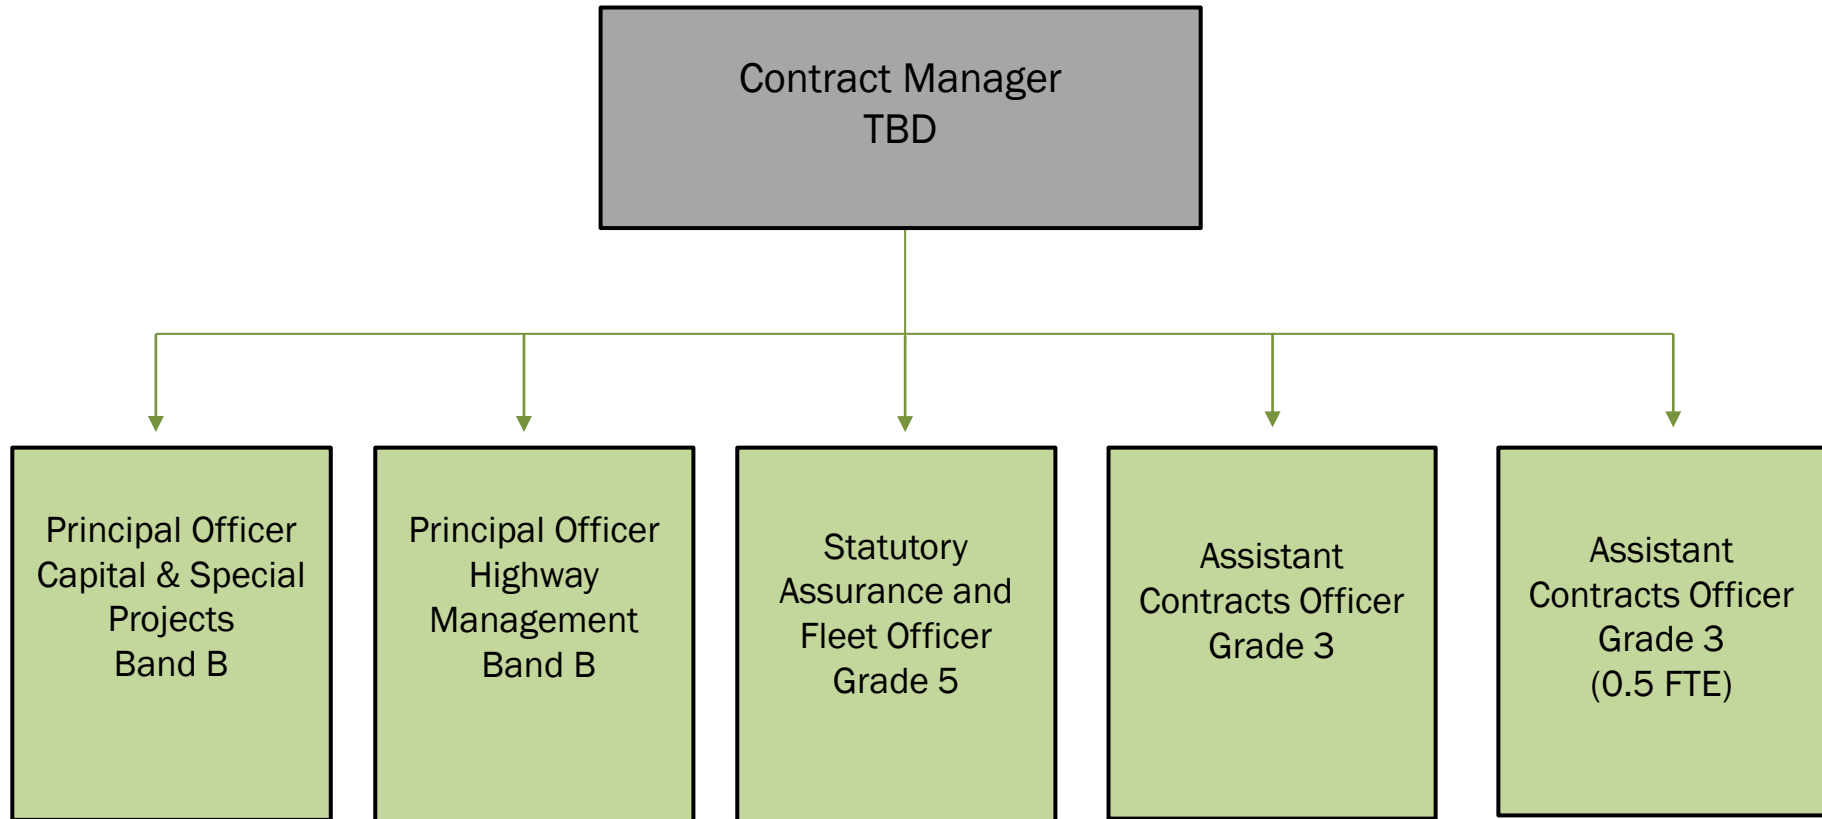 Contract Manager
TBD
Principal Officer
Capital & Special
Projects
Band B
Principal Officer
Highway
Management
Band B
Statutory
Assurance and
Fleet Officer
Grade 5
Assistant
Contracts Officer
Grade 3
Assistant
Contracts Officer
Grade 3
(0.5 FTE)